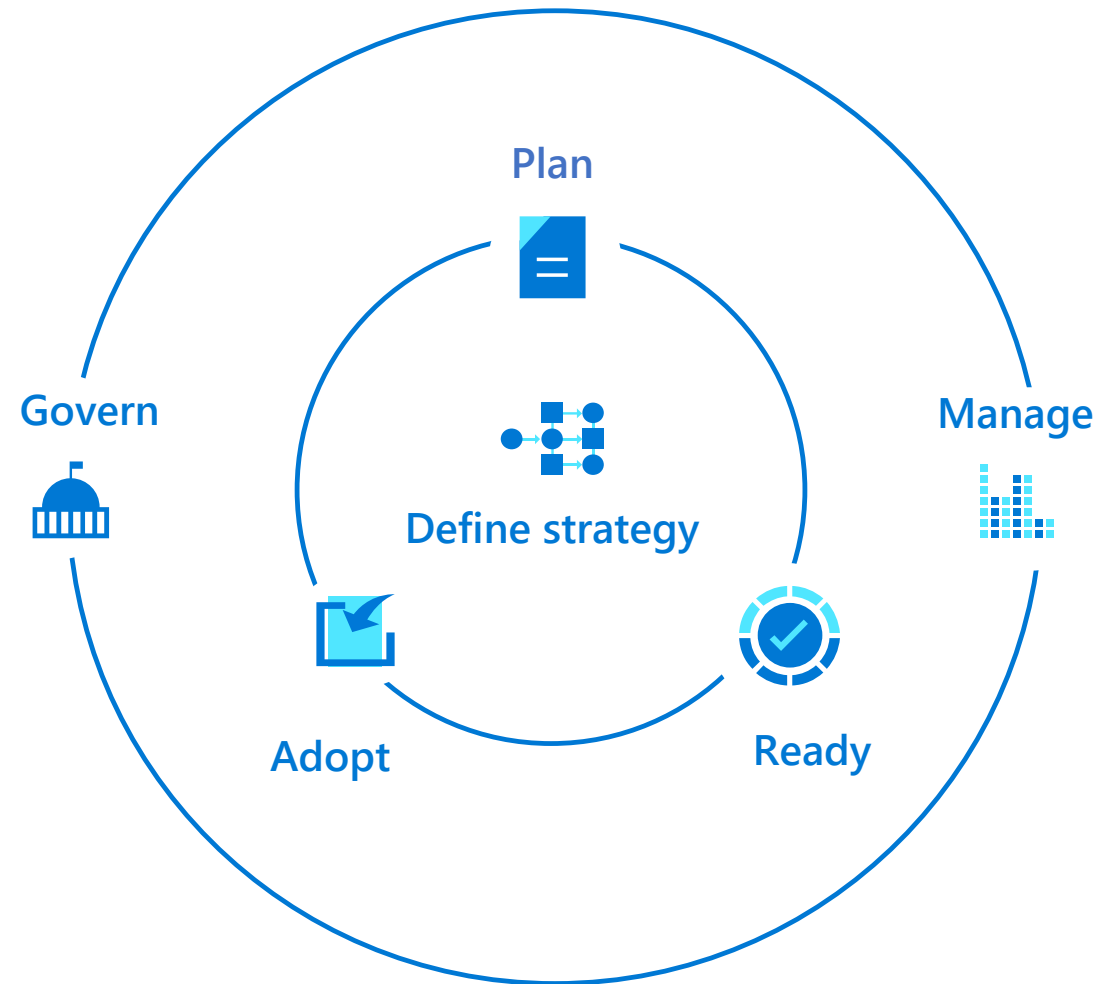 Plan
Govern
Manage
Define strategy
Adopt
Ready